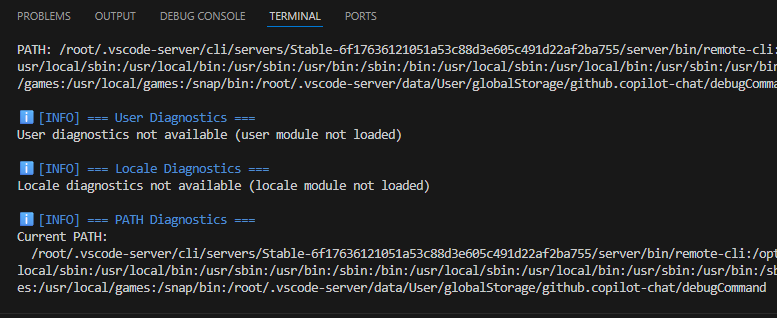 PROBLEMS OUTPUT DEBUG CONSOLE TERMINAL PORTS
PATH: /root/.vscode-server/cli/servers/Stable-6f17636121051a53c88d3e605c491d22af2ba755/server/bin/remote-cli:
usr/local/sbin:/usr/local/bin:/usr/sbin:/usr/bin:/sbin:/bin:/usr/local/sbin:/usr/local/bin:/usr/sbin:/usr/bin
/games:/usr/local/games:/snap/bin:/root/.vscode-server/data/User/globalStorage/github.copilot-chat/debugComma
[INFO] === User Diagnostics ===
User diagnostics not available (user module not loaded)
[INFO] === Locale Diagnostics ===
Locale diagnostics not available (locale module not loaded)
[INFO] === PATH Diagnostics ===
Current PATH:
/root/.vscode-server/cli/servers/Stable-6f17636121051a53c88d3e605c491d22af2ba755/server/bin/remote-cli:/opt
local/sbin:/usr/local/bin:/usr/sbin:/usr/bin:/sbin:/bin:/usr/local/sbin:/usr/local/bin:/usr/sbin:/usr/bin:/sb
es:/usr/local/games:/snap/bin:/root/.vscode-server/data/User/globalStorage/github.copilot-chat/debugCommand